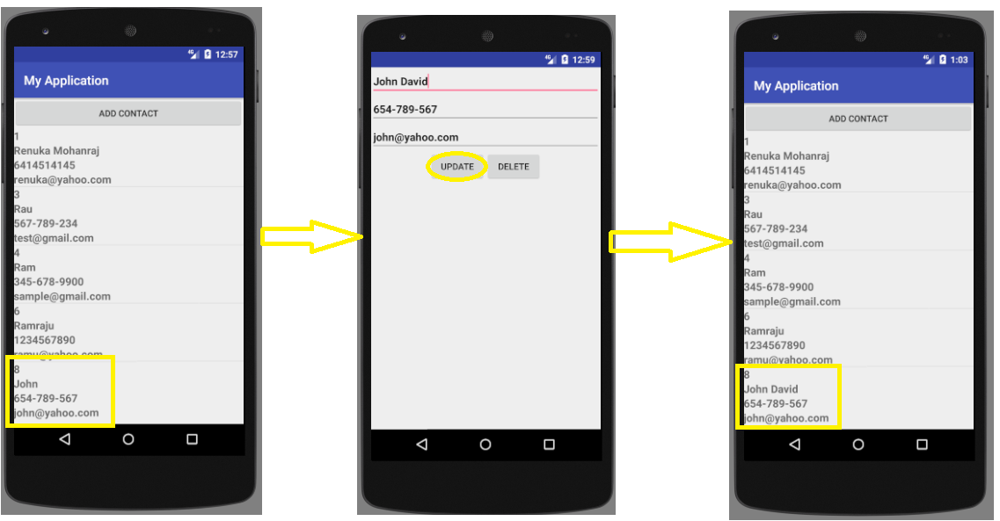 4G 12:57
My Application
ADD CONTACT
1
Renuka Mohanraj
6414514145
renuka@yahoo.com
3
Rau
567-789-234
test@gmail.com
4
Ram
345-678-9900
sample@gmail.com
6
Ramraju
1234567890
ramu@yahoo.com
8
John
654-789-567
john@yahoo.com
4G 12:59
John David
654-789-567
john@yahoo.com
UPDATE DELETE
4G 1:03
My Application
ADD CONTACT
1
Renuka Mohanraj
6414514145
renuka@yahoo.com
3
Rau
567-789-234
test@gmail.com
4
Ram
345-678-9900
sample@gmail.com
6
Ramraju
1234567890
ramu@yahoo.com
8
John David
654-789-567
john@yahoo.com